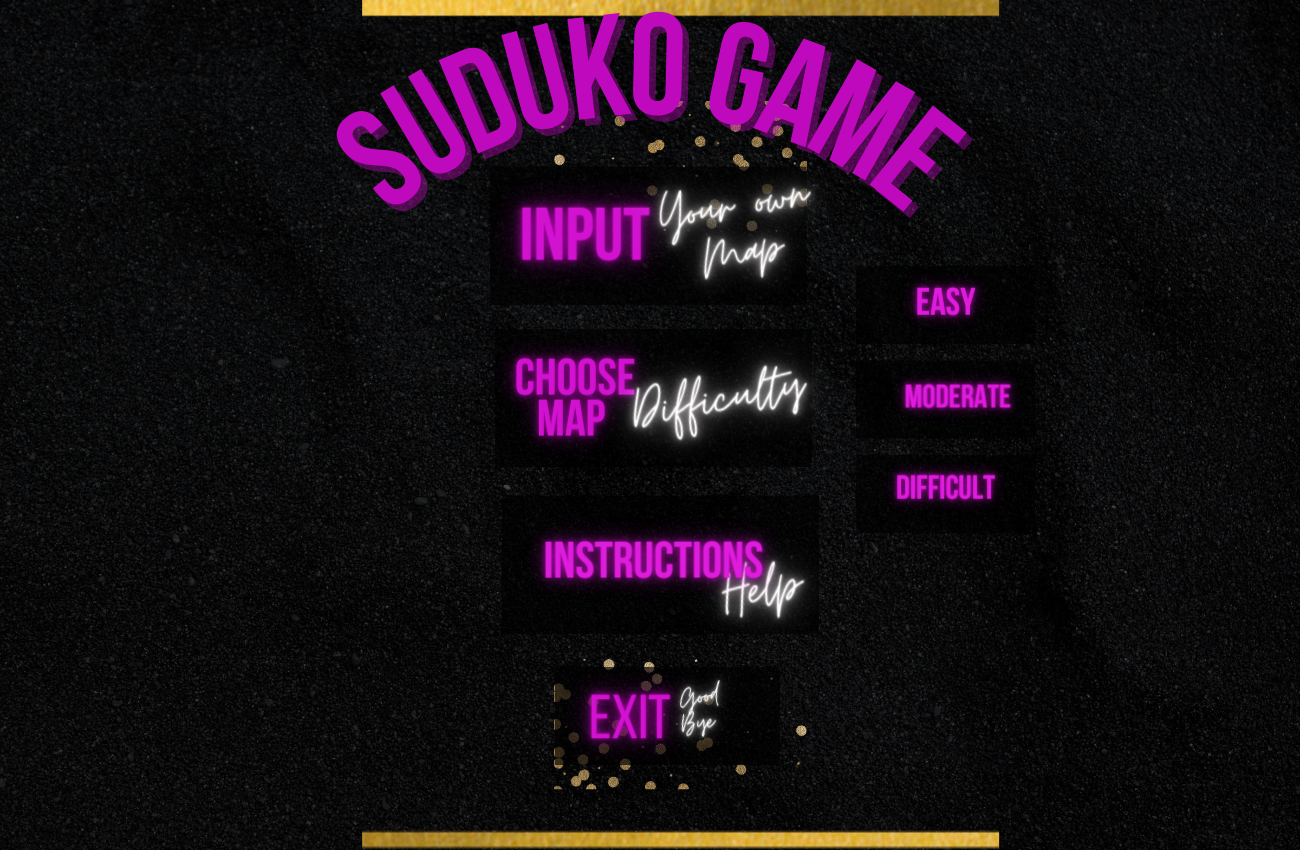 SUDUKO GAME
INPUT Your own
Map
CHOOSE
MAP Difficulty
INSTRUCTIONS
Help
EXIT Good
Bye
EASY
MODERATE
DIFFICULT